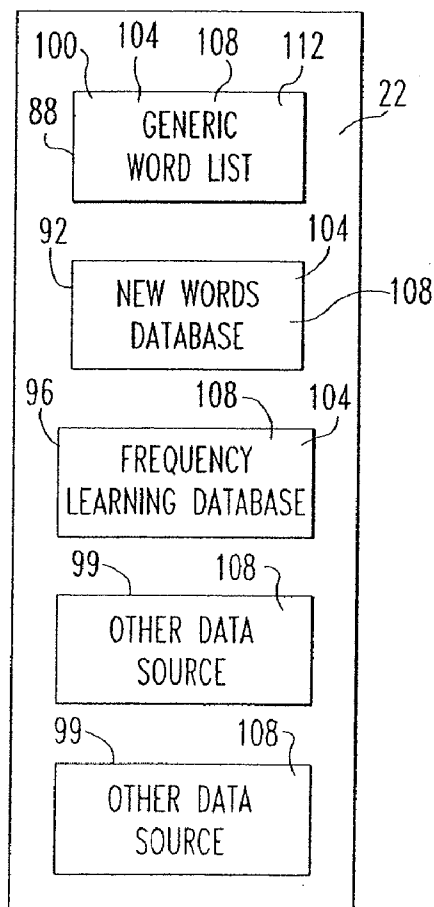 100 104 108 112
22
88
GENERIC
WORD LIST
92
104
NEW WORDS
DATABASE
108
96
108
104
FREQUENCY
LEARNING DATABASE
99
108
OTHER DATA
SOURCE
99
108
OTHER DATA
SOURCE